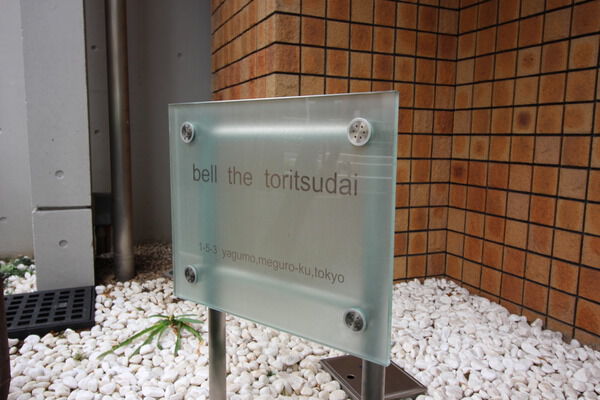 bell the toritsudai
1-5-3 yagumo,meguro-ku,tokyo